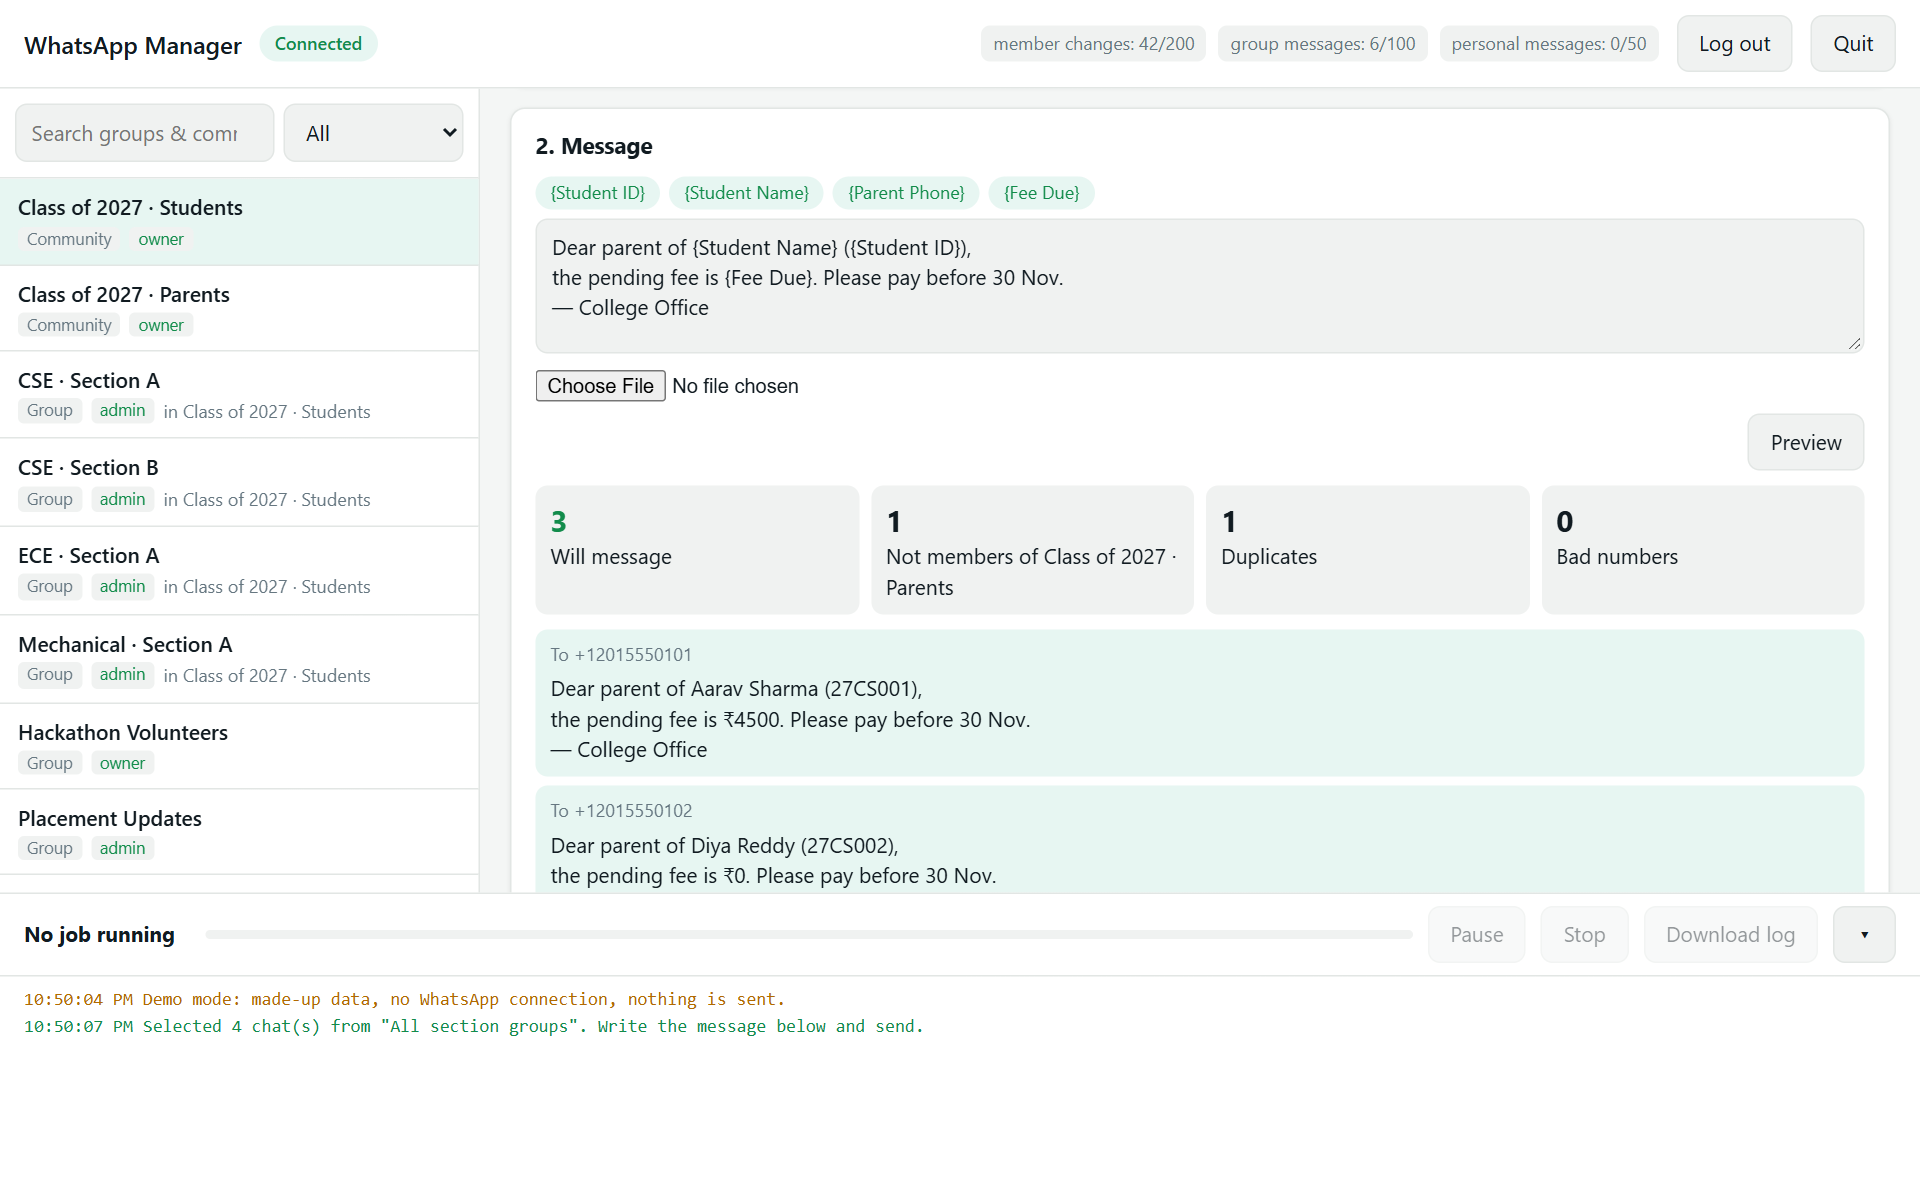 WhatsApp Manager
Connected
member changes: 42/200
group messages: 6/100
personal messages: 0/50
Log out
Quit
Search groups & comm
All
Class of 2027 · Students
Community owner
Class of 2027 · Parents
Community owner
CSE · Section A
Group admin in Class of 2027 · Students
CSE · Section B
Group admin in Class of 2027 · Students
ECE · Section A
Group admin in Class of 2027 · Students
Mechanical · Section A
Group admin in Class of 2027 · Students
Hackathon Volunteers
Group owner
Placement Updates
Group admin
2. Message
{Student ID} {Student Name} {Parent Phone} {Fee Due}
Dear parent of {Student Name} ({Student ID}),
the pending fee is {Fee Due}. Please pay before 30 Nov.
— College Office
Choose File No file chosen
Preview
3
Will message
1
Not members of Class of 2027 ·
Parents
1
Duplicates
0
Bad numbers
To +12015550101
Dear parent of Aarav Sharma (27CS001),
the pending fee is ₹4500. Please pay before 30 Nov.
— College Office
To +12015550102
Dear parent of Diya Reddy (27CS002),
the pending fee is ₹0. Please pay before 30 Nov.
No job running
Pause
Stop
Download log
10:50:04 PM Demo mode: made-up data, no WhatsApp connection, nothing is sent.
10:50:07 PM Selected 4 chat(s) from "All section groups". Write the message below and send.